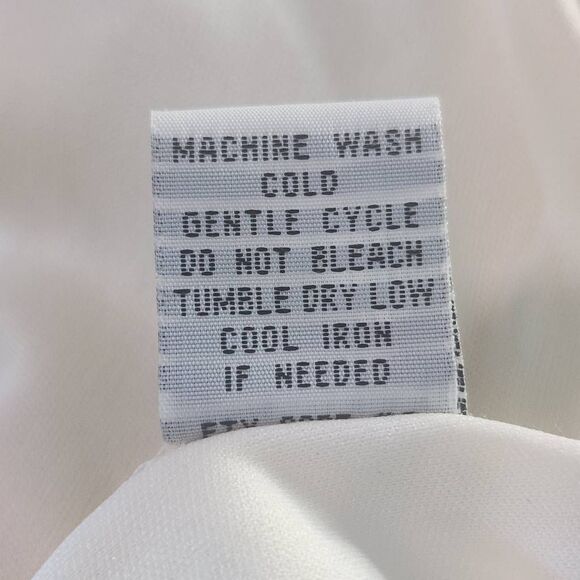 MACHINE WASH
COLD
GENTLE CYCLE
DO NOT BLEACH
TUMBLE DRY LOW
COOL IRON
IF NEEDED